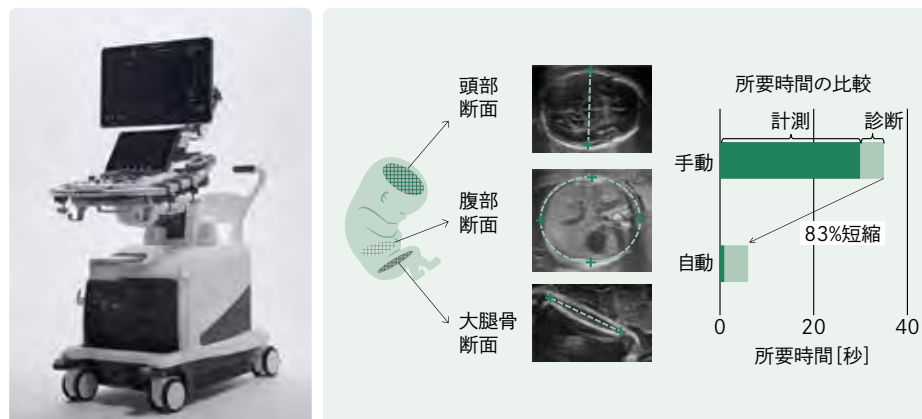 頭部
断面
腹部
断面
大腿骨
断面
所要時間の比較
計測
診断
手動
83%短縮
自動
0
20
40
所要時間[秒]